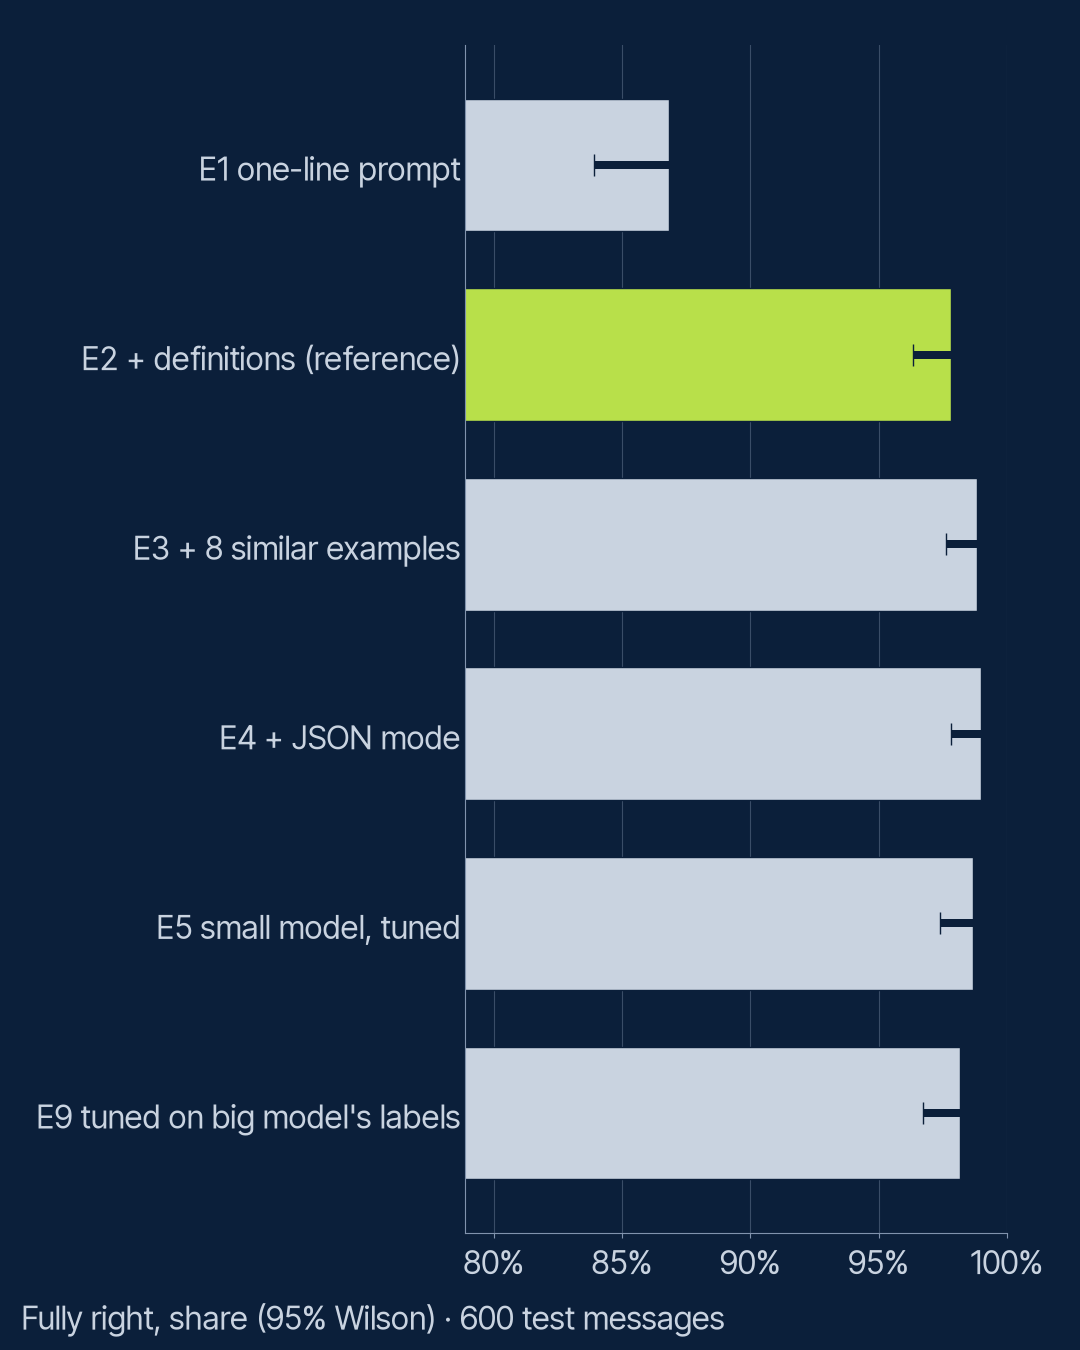 E1 one-line prompt
E2 + definitions (reference)
E3 + 8 similar examples
E4 + JSON mode
E5 small model, tuned
E9 tuned on big model's labels
80% 85% 90% 95% 100%
Fully right, share (95% Wilson) · 600 test messages